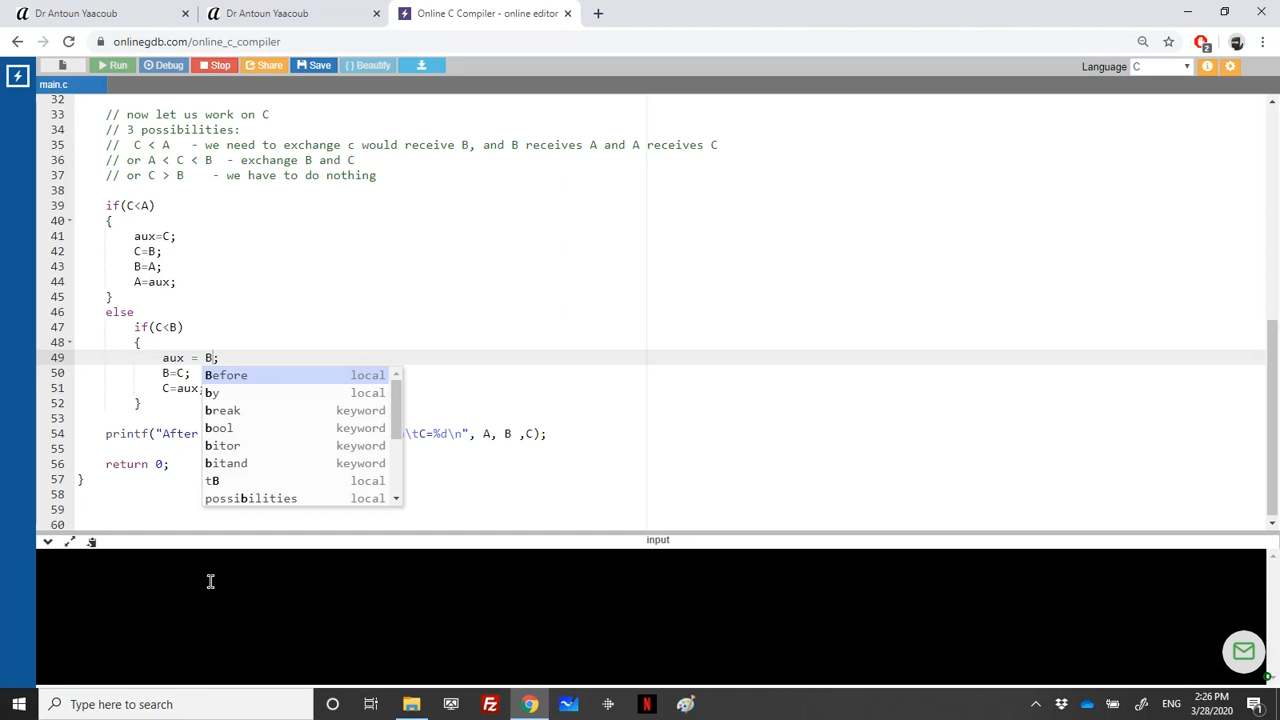 Dr Antoun Yaacoub
Dr Antoun Yaacoub
Online C Compiler - online editor
onlinegdb.com/online_c_compiler
2
Run Debug Stop Share Save { } Beautify Language C
main.c
32
33 // now let us work on C
34 // 3 possibilities:
35 // C < A - we need to exchange c would receive B, and B receives A and A receives C
36 // or A < C < B - exchange B and C
37 // or C > B - we have to do nothing
38
39 if(C<A)
40 {
41 aux=C;
42 C=B;
43 B=A;
44 A=aux;
45 }
46 else
47 if(C<B)
48 {
49 aux = B;
50 B=C;
51 C=aux;
52 }
53
54 printf("After \tC=%d\n", A, B ,C);
55
56 return 0;
57 }
58
59
60
Before local
by local
break keyword
bool keyword
bitor keyword
bitand keyword
tB local
possibilities local
input
Type here to search
ENG
2:26 PM
3/28/2020
1